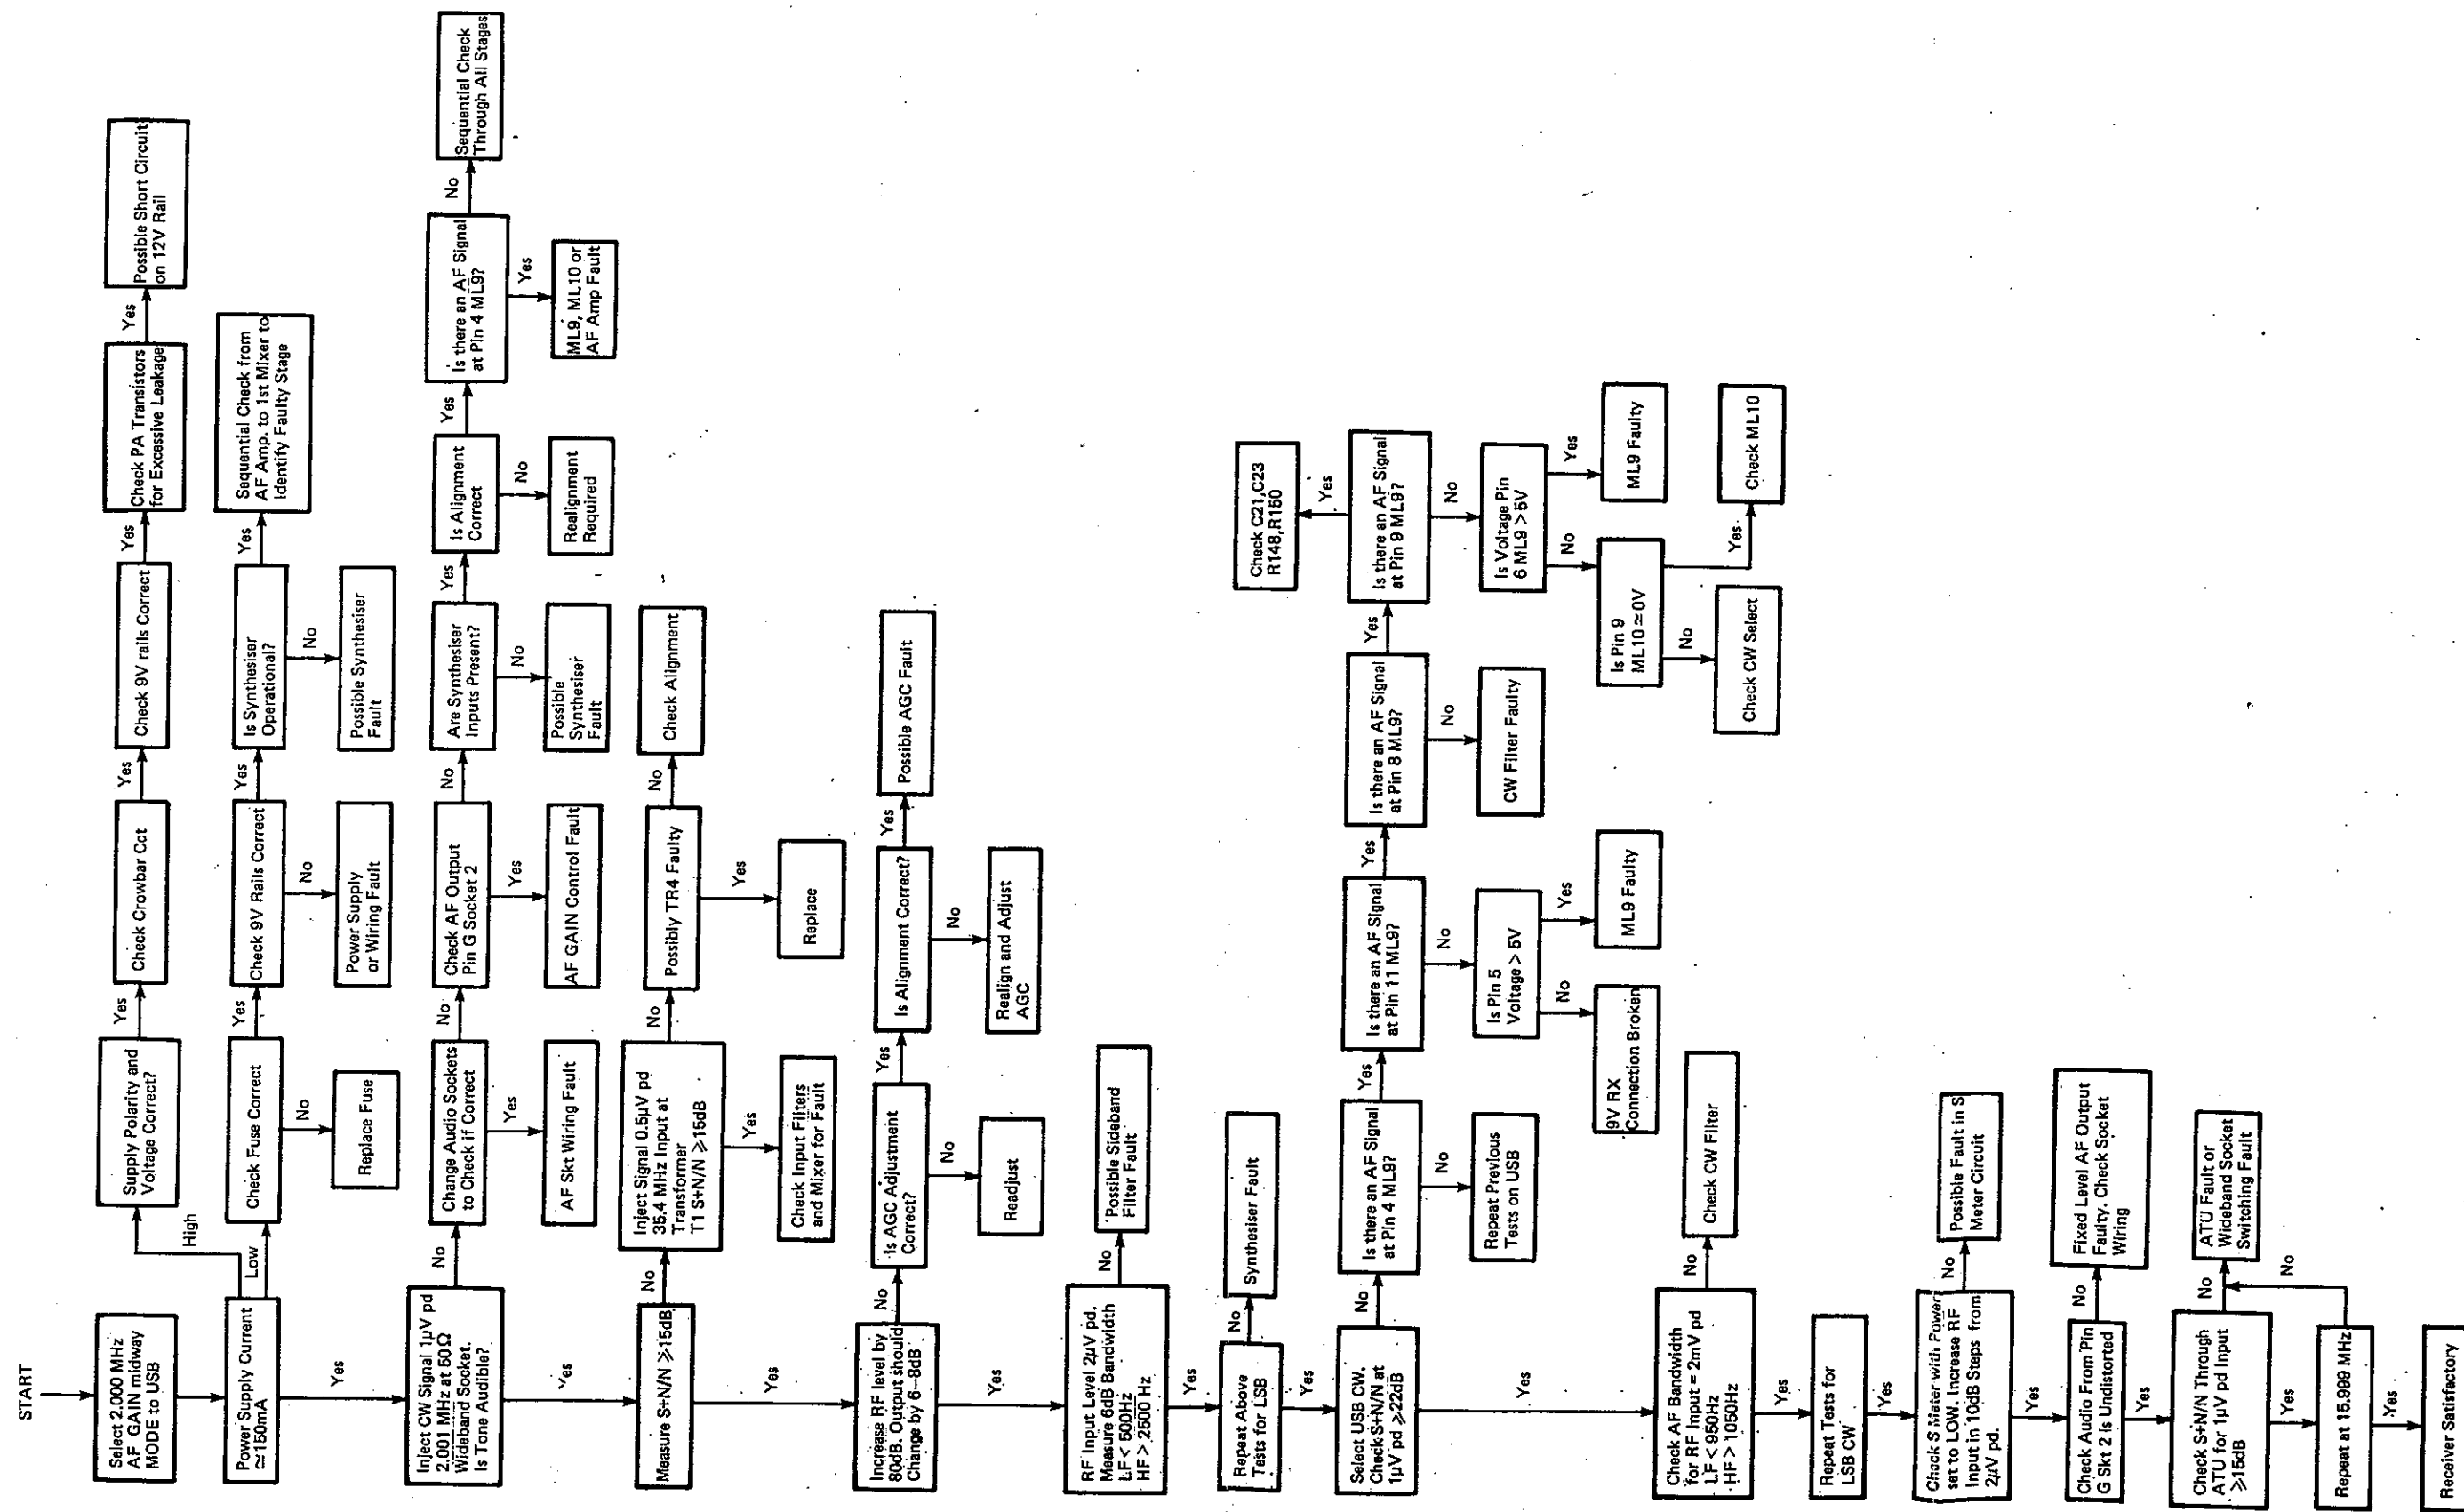 START
Select 2.000 MHz
AF GAIN midway
MODE to USB
Power Supply Current
≃150mA
High
Low
Supply Polarity and
Voltage Correct?
Yes
Check Crowbar Cct
Yes
Check 9V rails Correct
Yes
Check PA Transistors
for Excessive Leakage
Yes
Possible Short Circuit
on 12V Rail
Check Fuse Correct
No
Replace Fuse
Yes
Check 9V Rails Correct
No
Power Supply
or Wiring Fault
Yes
Is Synthesiser
Operational?
No
Possible Synthesiser
Fault
Yes
Sequential Check from
AF Amp. to 1st Mixer to
Identify Faulty Stage
Yes
Inject CW Signal 1µV pd
2.001 MHz at 50Ω
Wideband Socket.
Is Tone Audible?
No
Change Audio Sockets
to Check if Correct
Yes
AF Skt Wiring Fault
No
Check AF Output
Pin G Socket 2
Yes
AF GAIN Control Fault
No
Are Synthesiser
Inputs Present?
No
Possible
Synthesiser
Fault
Yes
Is Alignment
Correct
No
Realignment
Required
Yes
Is there an AF Signal
at Pin 4 ML9?
Yes
ML9, ML10 or
AF Amp Fault
No
Sequential Check
Through All Stages
Yes
Measure S+N/N ⩾15dB
No
Inject Signal 0.5µV pd
35.4 MHz Input at
Transformer
T1 S+N/N ⩾15dB
Yes
Check Input Filters
and Mixer for Fault
No
Possibly TR4 Faulty
Yes
Replace
No
Check Alignment
Yes
Increase RF level by
80dB. Output should
Change by 6–8dB
No
Is AGC Adjustment
Correct?
No
Readjust
Yes
Is Alignment Correct?
No
Realign and Adjust
AGC
Yes
Possible AGC Fault
Yes
RF Input Level 2µV pd.
Measure 6dB Bandwidth
LF < 500Hz
HF > 2500 Hz
No
Possible Sideband
Filter Fault
Yes
Repeat Above
Tests for LSB
No
Synthesiser Fault
Yes
Select USB CW.
Check S+N/N at
1µV pd ⩾22dB
No
Is there an AF Signal
at Pin 4 ML9?
No
Repeat Previous
Tests on USB
Yes
Is there an AF Signal
at Pin 11 ML9?
No
Is Pin 5
Voltage > 5V
No
9V RX
Connection Broken
Yes
ML9 Faulty
Yes
Is there an AF Signal
at Pin 8 ML9?
No
CW Filter Faulty
Yes
Is there an AF Signal
at Pin 9 ML9?
Yes
Check C21,C23
R148,R150
No
Is Voltage Pin
6 ML9 > 5V
Yes
ML9 Faulty
No
Is Pin 9
ML10 ≃ 0V
No
Check CW Select
Yes
Check ML10
Yes
Check AF Bandwidth
for RF Input = 2mV pd
LF < 950Hz
HF > 1050Hz
No
Check CW Filter
Yes
Repeat Tests for
LSB CW
Yes
Check S Meter with Power
set to LOW. Increase RF
Input in 10dB Steps from
2µV pd.
No
Possible Fault in S
Meter Circuit
Yes
Check Audio From Pin
G Skt 2 Is Undistorted
No
Fixed Level AF Output
Faulty. Check Socket
Wiring
Yes
Check S+N/N Through
ATU for 1µV pd Input
⩾15dB
No
ATU Fault or
Wideband Socket
Switching Fault
Yes
Repeat at 15.999 MHz
No
Yes
Receiver Satisfactory